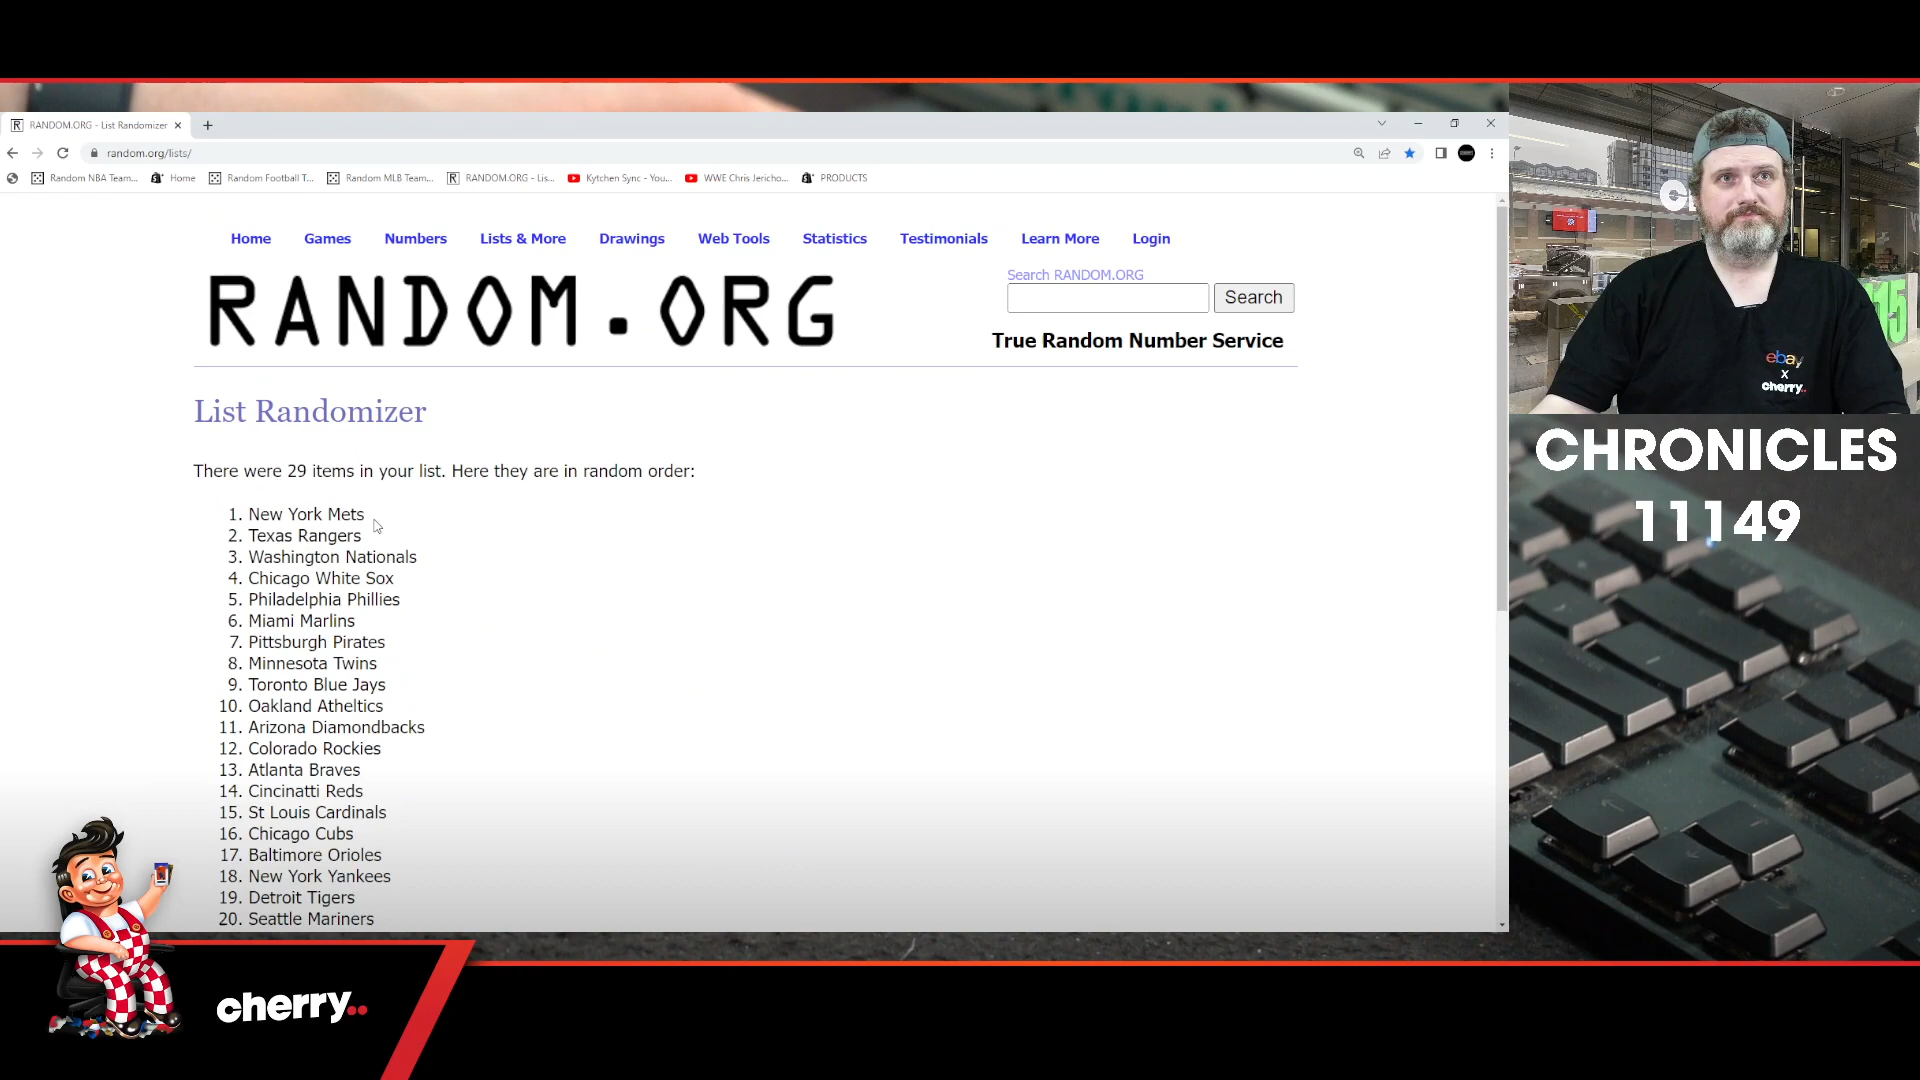 RANDOM.ORG - List Randomizer
random.org/lists/
Random NBA Team... Home Random Football T... Random MLB Team... RANDOM.ORG - Lis... Kytchen Sync - You... WWE Chris Jericho... PRODUCTS
Home Games Numbers Lists & More Drawings Web Tools Statistics Testimonials Learn More Login
RANDOM.ORG
Search RANDOM.ORG
Search
True Random Number Service
List Randomizer
There were 29 items in your list. Here they are in random order:
1. New York Mets
2. Texas Rangers
3. Washington Nationals
4. Chicago White Sox
5. Philadelphia Phillies
6. Miami Marlins
7. Pittsburgh Pirates
8. Minnesota Twins
9. Toronto Blue Jays
10. Oakland Atheltics
11. Arizona Diamondbacks
12. Colorado Rockies
13. Atlanta Braves
14. Cincinatti Reds
15. St Louis Cardinals
16. Chicago Cubs
17. Baltimore Orioles
18. New York Yankees
19. Detroit Tigers
20. Seattle Mariners
ebay
x
cherry..
15
CHRONICLES
11149
cherry..